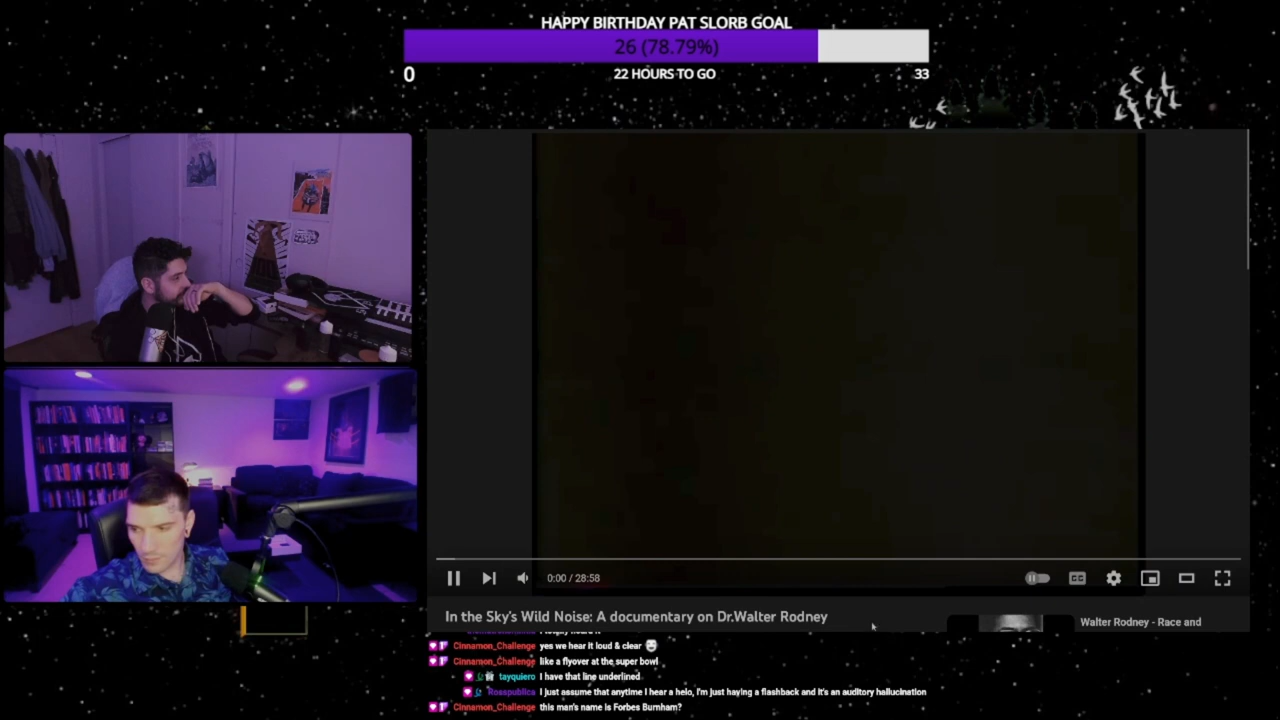 HAPPY BIRTHDAY PAT SLORB GOAL
26 (78.79%)
0
22 HOURS TO GO
33
0:00 / 28:58
CC
In the Sky's Wild Noise: A documentary on Dr.Walter Rodney
Walter Rodney - Race and
Cinnamon_Challenge yes we hear it loud & clear
Cinnamon_Challenge like a flyover at the super bowl
tayquiero I have that line underlined
Rosspublica I just assume that anytime I hear a helo, I'm just haying a flashback and it's an auditory hallucination
Cinnamon_Challenge this man's name is Forbes Burnham?